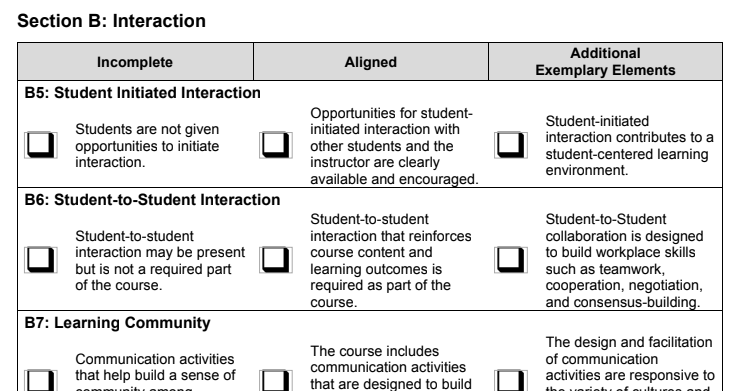 Section B: Interaction
Incomplete
Aligned
Additional
Exemplary Elements
B5: Student Initiated Interaction
Students are not given
opportunities to initiate
interaction.
Opportunities for student-
initiated interaction with
other students and the
instructor are clearly
available and encouraged.
Student-initiated
interaction contributes to a
student-centered learning
environment.
B6: Student-to-Student Interaction
Student-to-student
interaction may be present
but is not a required part
of the course.
Student-to-student
interaction that reinforces
course content and
learning outcomes is
required as part of the
course.
Student-to-Student
collaboration is designed
to build workplace skills
such as teamwork,
cooperation, negotiation,
and consensus-building.
B7: Learning Community
Communication activities
that help build a sense of
community among
The course includes
communication activities
that are designed to build
The design and facilitation
of communication
activities are responsive to
the variety of cultures and